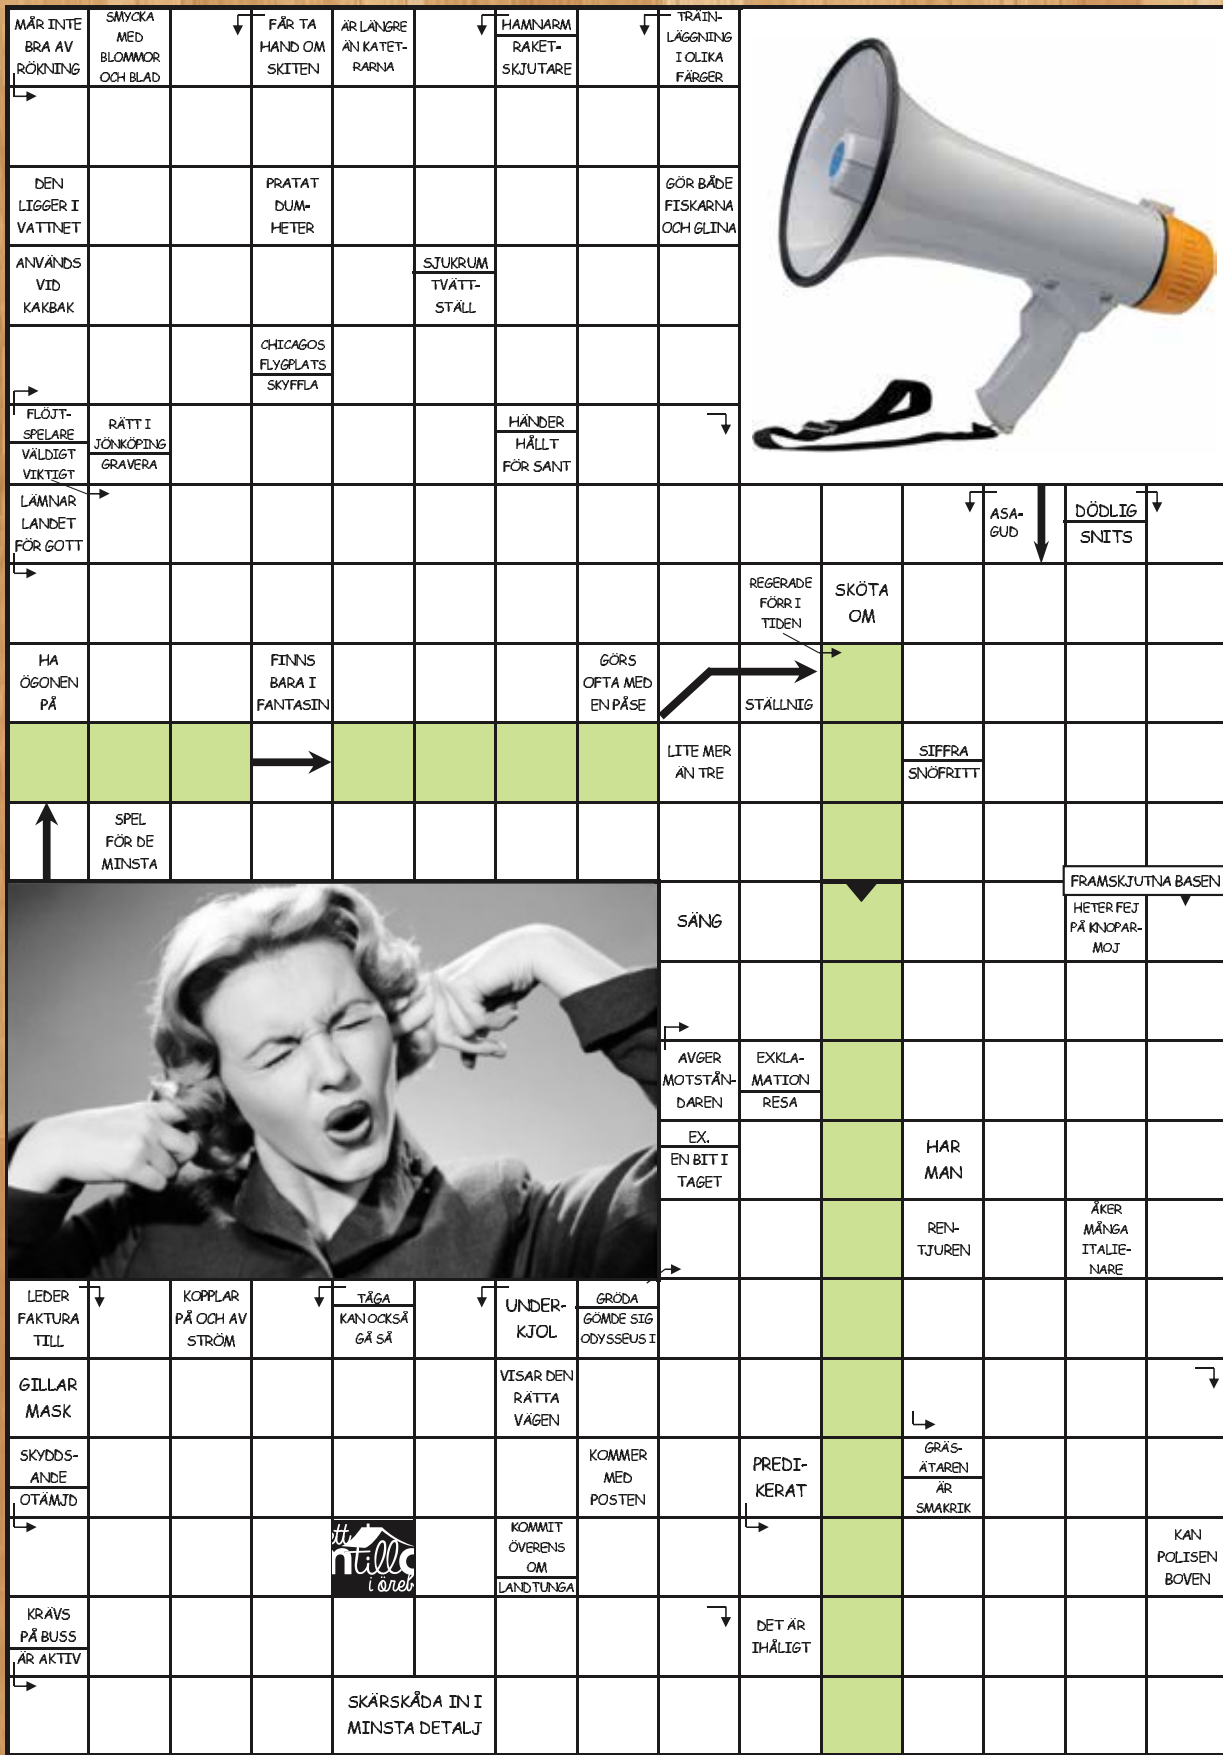 MÅR INTE
BRA AV
RÖKNING
SMYCKA
MED
BLOMMOR
OCH BLAD
FÅR TA
HAND OM
SKITEN
ÄR LÄNGRE
ÄN KATET-
RARNA
HAMNARM
RAKET-
SKJUTARE
TRÄIN-
LÄGGNING
I OLIKA
FÄRGER
DEN
LIGGER I
VATTNET
PRATAT
DUM-
HETER
GÖR BÅDE
FISKARNA
OCH GLINA
ANVÄNDS
VID
KAKBAK
SJUKRUM
TVÄTT-
STÄLL
CHICAGOS
FLYGPLATS
SKYFFLA
FLÖJT-
SPELARE
VÄLDIGT
VIKTIGT
RÄTT I
JÖNKÖPING
GRAVERA
HÄNDER
HÅLLT
FÖR SANT
LÄMNAR
LANDET
FÖR GOTT
ASA-
GUD
DÖDLIG
SNITS
REGERADE
FÖRR I
TIDEN
SKÖTA
OM
HA
ÖGONEN
PÅ
FINNS
BARA I
FANTASIN
GÖRS
OFTA MED
EN PÅSE
STÄLLNIG
LITE MER
ÄN TRE
SIFFRA
SNÖFRITT
SPEL
FÖR DE
MINSTA
FRAMSKJUTNA BASEN
SÄNG
HETER FEJ
PÅ KNOPAR-
MOJ
AVGER
MOTSTÅN-
DAREN
EXKLA-
MATION
RESA
EX.
EN BIT I
TAGET
HAR
MAN
REN-
TJUREN
ÅKER
MÅNGA
ITALIE-
NARE
LEDER
FAKTURA
TILL
KOPPLAR
PÅ OCH AV
STRÖM
TÅGA
KAN OCKSÅ
GÅ SÅ
UNDER-
KJOL
GRÖDA
GÖMDE SIG
ODYSSEUS I
GILLAR
MASK
VISAR DEN
RÄTTA
VÄGEN
SKYDDS-
ANDE
OTÄMJD
KOMMER
MED
POSTEN
PREDI-
KERAT
GRÄS-
ÄTAREN
ÄR
SMAKRIK
ett
ntill
i öreb
KOMMIT
ÖVERENS
OM
LANDTUNGA
KAN
POLISEN
BOVEN
KRÄVS
PÅ BUSS
ÄR AKTIV
DET ÄR
IHÅLIGT
SKÄRSKÅDA IN I
MINSTA DETALJ